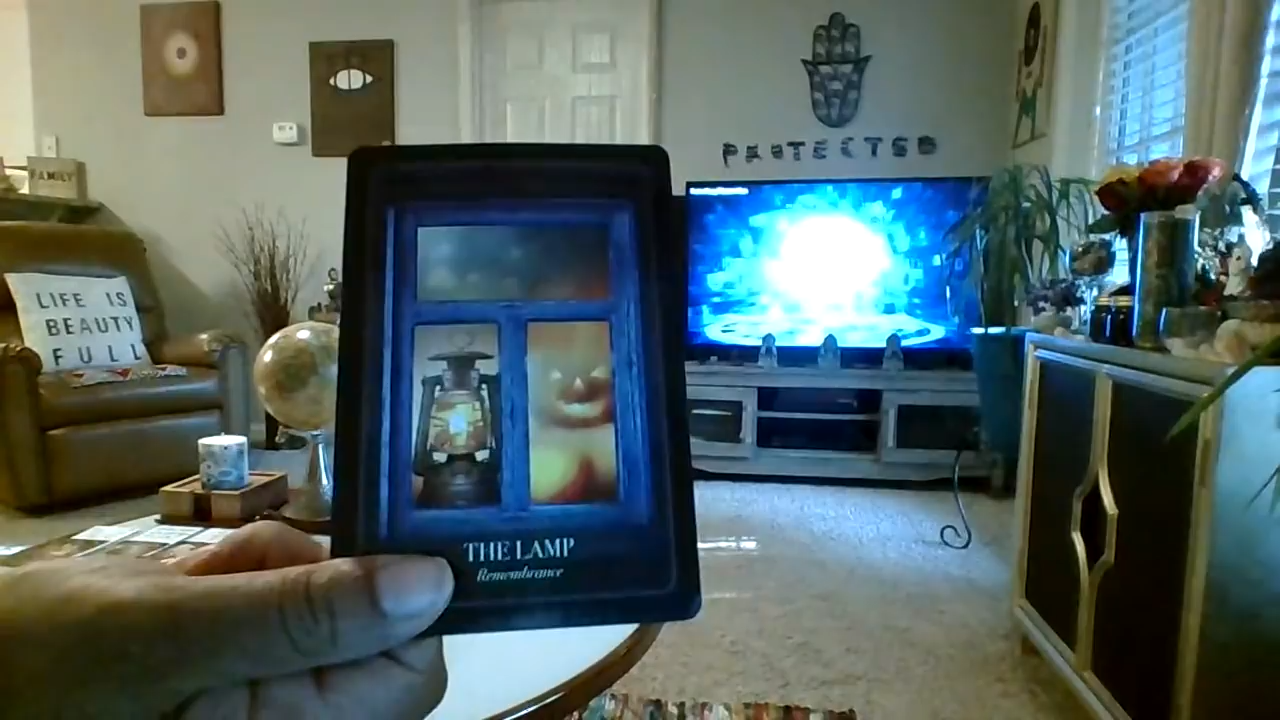 PROTECTED
FAMILY
LIFE IS
BEAUTY
FULL
THE LAMP
Remembrance